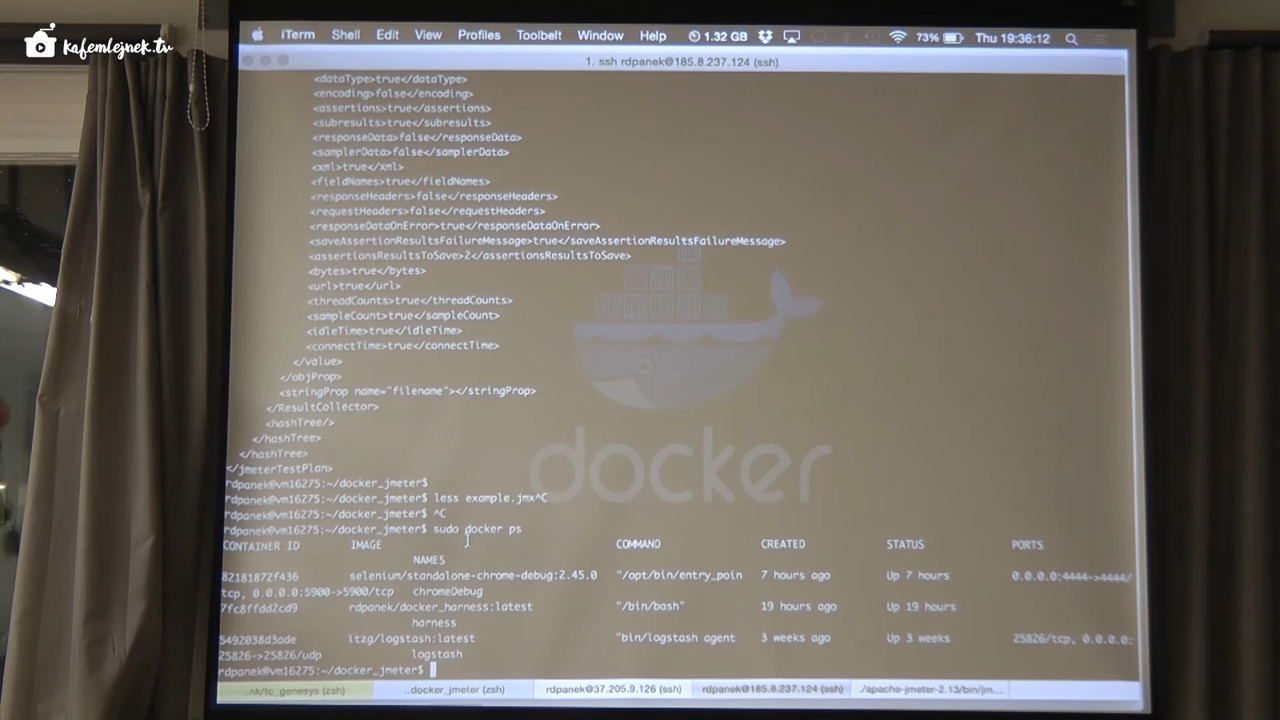 kafemlejnek.tv
iTerm Shell Edit View Profiles Toolbelt Window Help 1.32 GB 73% Thu 19:36:12
1. ssh rdpanek@185.8.237.124 (ssh)
<dataType>true</dataType>
<encoding>false</encoding>
<assertions>true</assertions>
<subresults>true</subresults>
<responseData>false</responseData>
<samplerData>false</samplerData>
<xml>true</xml>
<fieldNames>true</fieldNames>
<responseHeaders>false</responseHeaders>
<requestHeaders>false</requestHeaders>
<responseDataOnError>true</responseDataOnError>
<saveAssertionResultsFailureMessage>true</saveAssertionResultsFailureMessage>
<assertionsResultsToSave>2</assertionsResultsToSave>
<bytes>true</bytes>
<url>true</url>
<threadCounts>true</threadCounts>
<sampleCount>true</sampleCount>
<idleTime>true</idleTime>
<connectTime>true</connectTime>
</value>
</objProp>
<stringProp name="filename"></stringProp>
</ResultCollector>
<hashTree/>
</hashTree>
</hashTree>
</jmeterTestPlan>
docker
rdpanek@vm16275:~/docker_jmeter$
rdpanek@vm16275:~/docker_jmeter$ less example.jmx^C
rdpanek@vm16275:~/docker_jmeter$ ^C
rdpanek@vm16275:~/docker_jmeter$ sudo docker ps
CONTAINER ID IMAGE COMMAND CREATED STATUS PORTS
NAMES
82181872f436 selenium/standalone-chrome-debug:2.45.0 "/opt/bin/entry_poin 7 hours ago Up 7 hours 0.0.0.0:4444->4444/
tcp, 0.0.0.0:5900->5900/tcp chromeDebug
7fc8ffdd2cd9 rdpanek/docker_harness:latest "/bin/bash" 19 hours ago Up 19 hours
harness
5492038d3ade itzg/logstash:latest "bin/logstash agent 3 weeks ago Up 3 weeks 25826/tcp, 0.0.0.0:
25826->25826/udp logstash
rdpanek@vm16275:~/docker_jmeter$
...nk/tc_genesys (zsh) ...docker_jmeter (zsh) rdpanek@37.205.9.126 (ssh) rdpanek@185.8.237.124 (ssh) ./apache-jmeter-2.13/bin/jm...